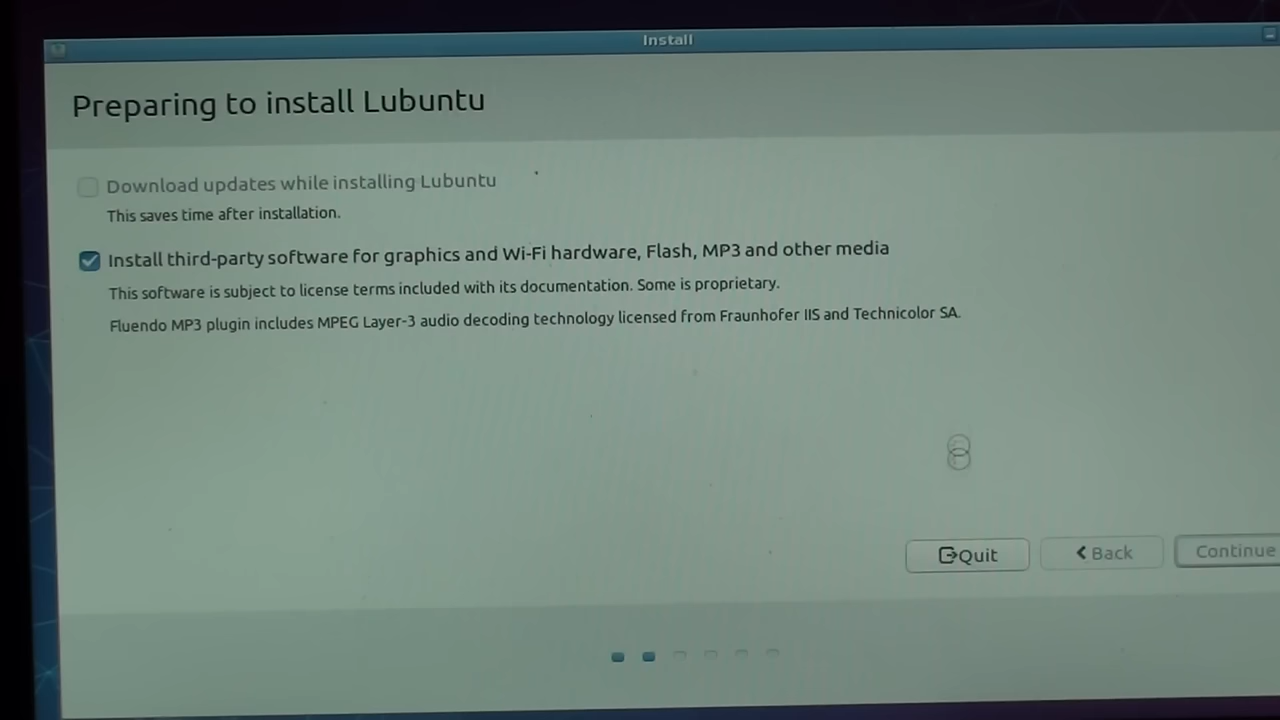 Install
Preparing to install Lubuntu
Download updates while installing Lubuntu
This saves time after installation.
Install third-party software for graphics and Wi-Fi hardware, Flash, MP3 and other media
This software is subject to license terms included with its documentation. Some is proprietary.
Fluendo MP3 plugin includes MPEG Layer-3 audio decoding technology licensed from Fraunhofer IIS and Technicolor SA.
Quit
Back
Continue